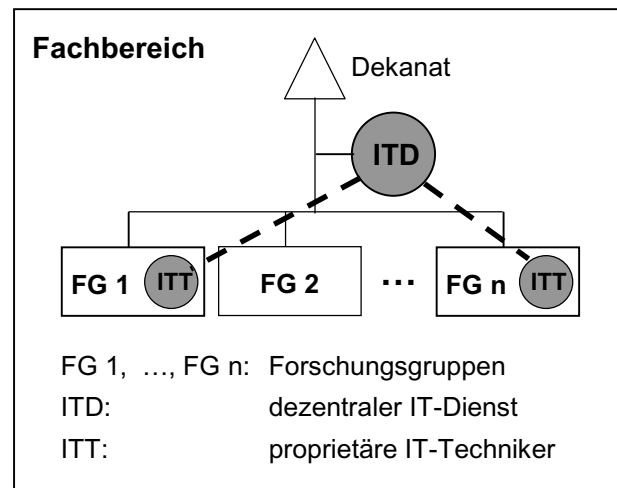 Fachbereich
Dekanat
ITD
FG 1 ITT FG 2 ... FG n ITT
FG 1, ..., FG n: Forschungsgruppen
ITD: dezentraler IT-Dienst
ITT: proprietäre IT-Techniker